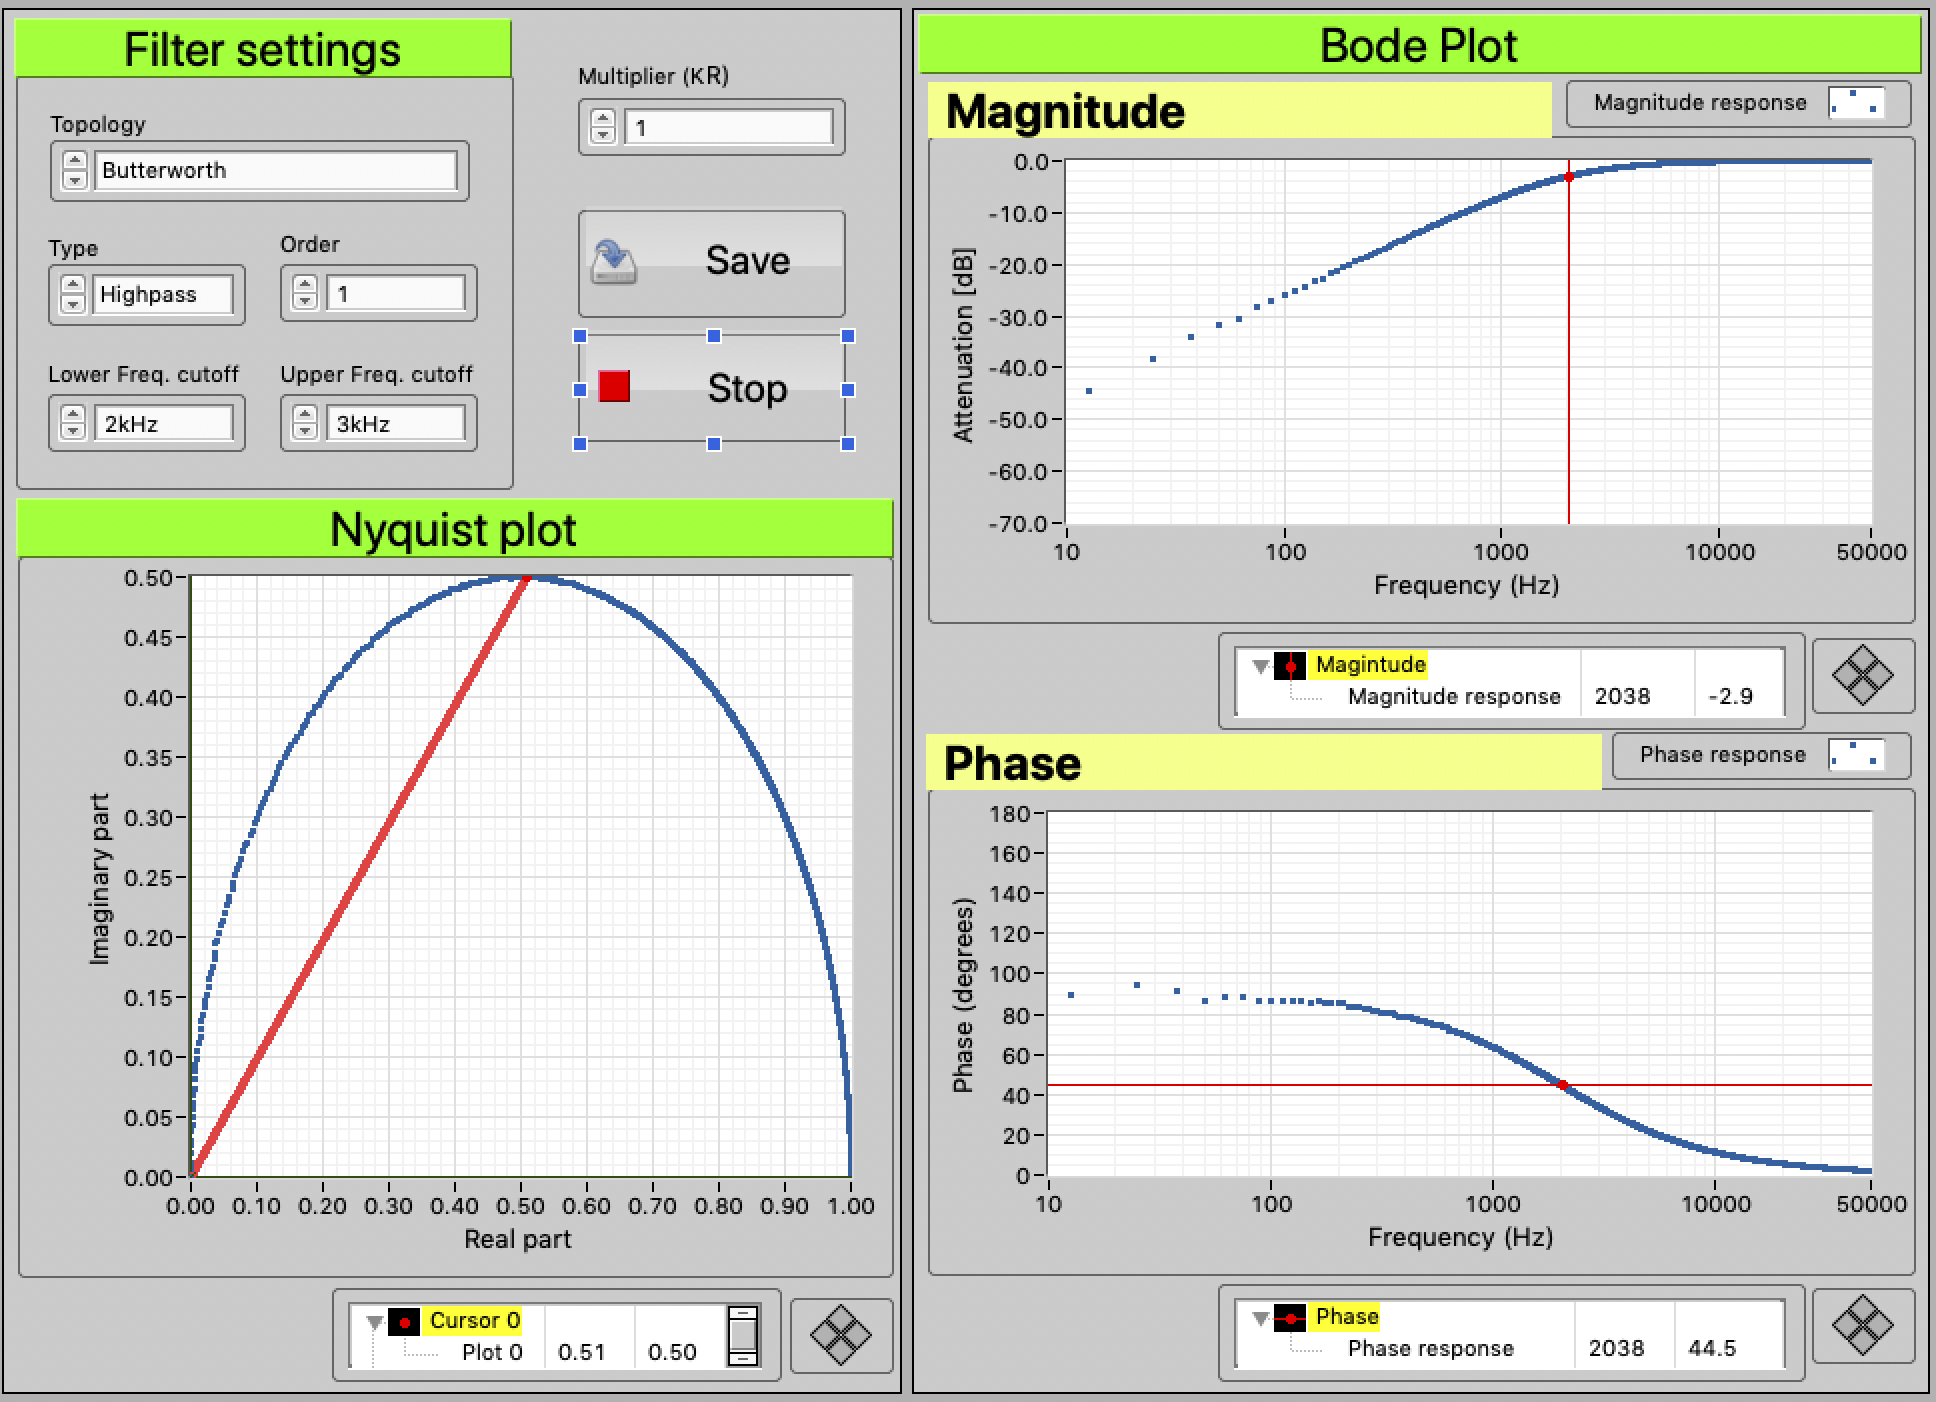 Filter settings
Topology
Butterworth
Type
Order
Highpass
1
Lower Freq. cutoff
Upper Freq. cutoff
2kHz
3kHz
Multiplier (KR)
1
Save
Stop
Nyquist plot
Imaginary part
0.50
0.45
0.40
0.35
0.30
0.25
0.20
0.15
0.10
0.05
0.00
0.00 0.10 0.20 0.30 0.40 0.50 0.60 0.70 0.80 0.90 1.00
Real part
Cursor 0
Plot 0 0.51 0.50
Bode Plot
Magnitude
Magnitude response
Attenuation [dB]
0.0
-10.0
-20.0
-30.0
-40.0
-50.0
-60.0
-70.0
10 100 1000 10000 50000
Frequency (Hz)
Magintude
Magnitude response 2038 -2.9
Phase
Phase response
Phase (degrees)
180
160
140
120
100
80
60
40
20
0
10 100 1000 10000 50000
Frequency (Hz)
Phase
Phase response 2038 44.5